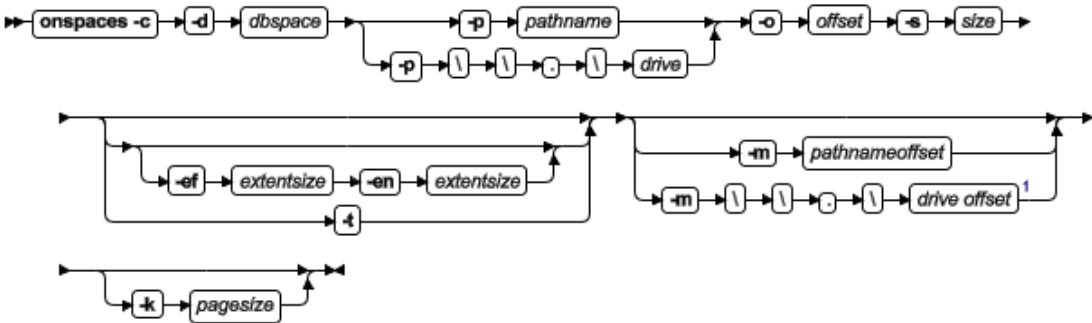 onspaces -c -d dbspace -p pathname -o offset -s size
-p \ \ . \ drive
-m pathnameoffset
-ef extentsize -en extentsize -m \ \ . \ drive offset 1
-t
-k pagesize